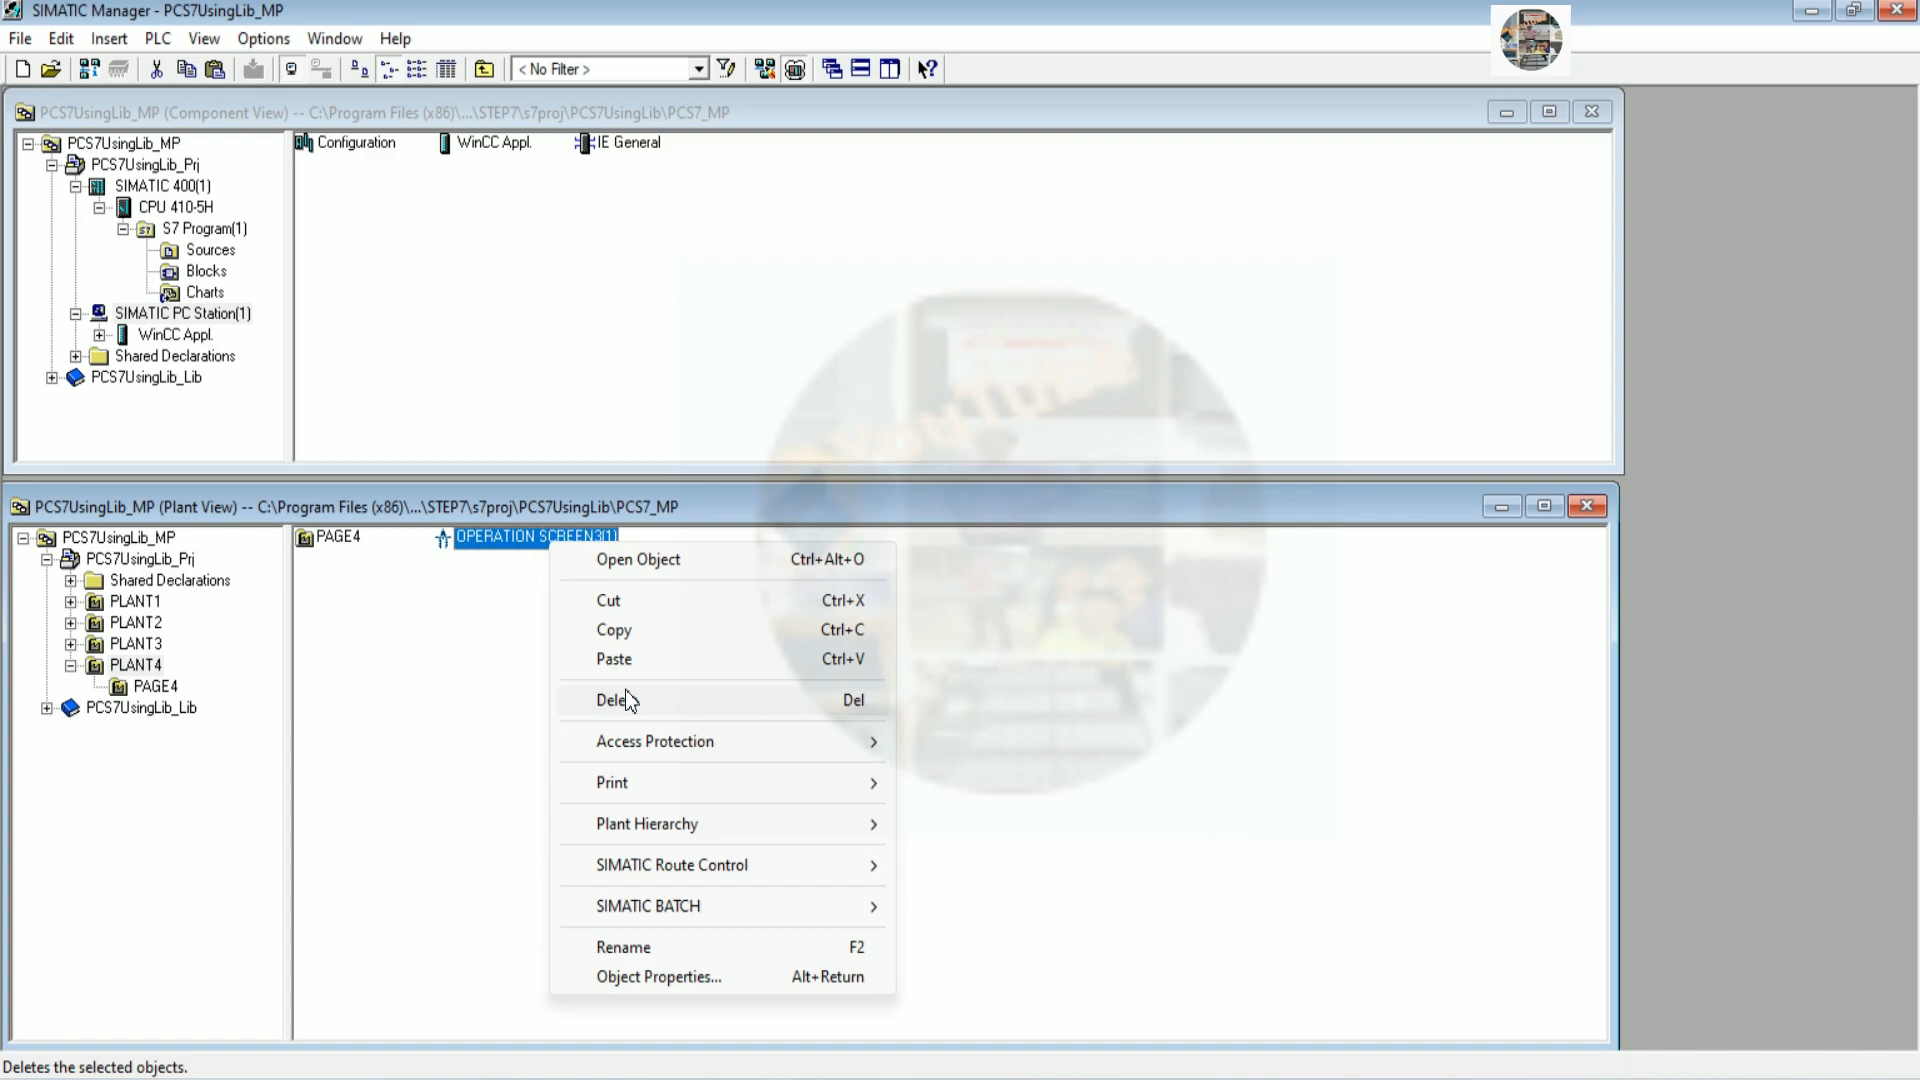 SIMATIC Manager - PCS7UsingLib_MP
File Edit Insert PLC View Options Window Help
< No Filter >
PCS7UsingLib_MP (Component View) -- C:\Program Files (x86)\...\STEP7\s7proj\PCS7UsingLib\PCS7_MP
PCS7UsingLib_MP
PCS7UsingLib_Prj
SIMATIC 400(1)
CPU 410-5H
S7 Program(1)
Sources
Blocks
Charts
SIMATIC PC Station(1)
WinCC Appl.
Shared Declarations
PCS7UsingLib_Lib
Configuration WinCC Appl. IE General
PCS7UsingLib_MP (Plant View) -- C:\Program Files (x86)\...\STEP7\s7proj\PCS7UsingLib\PCS7_MP
PCS7UsingLib_MP
PCS7UsingLib_Prj
Shared Declarations
PLANT1
PLANT2
PLANT3
PLANT4
PAGE4
PCS7UsingLib_Lib
PAGE4 OPERATION SCREEN3(1)
Open Object Ctrl+Alt+O
Cut Ctrl+X
Copy Ctrl+C
Paste Ctrl+V
Del
Access Protection
Print
Plant Hierarchy
SIMATIC Route Control
SIMATIC BATCH
Rename F2
Object Properties... Alt+Return
Deletes the selected objects.